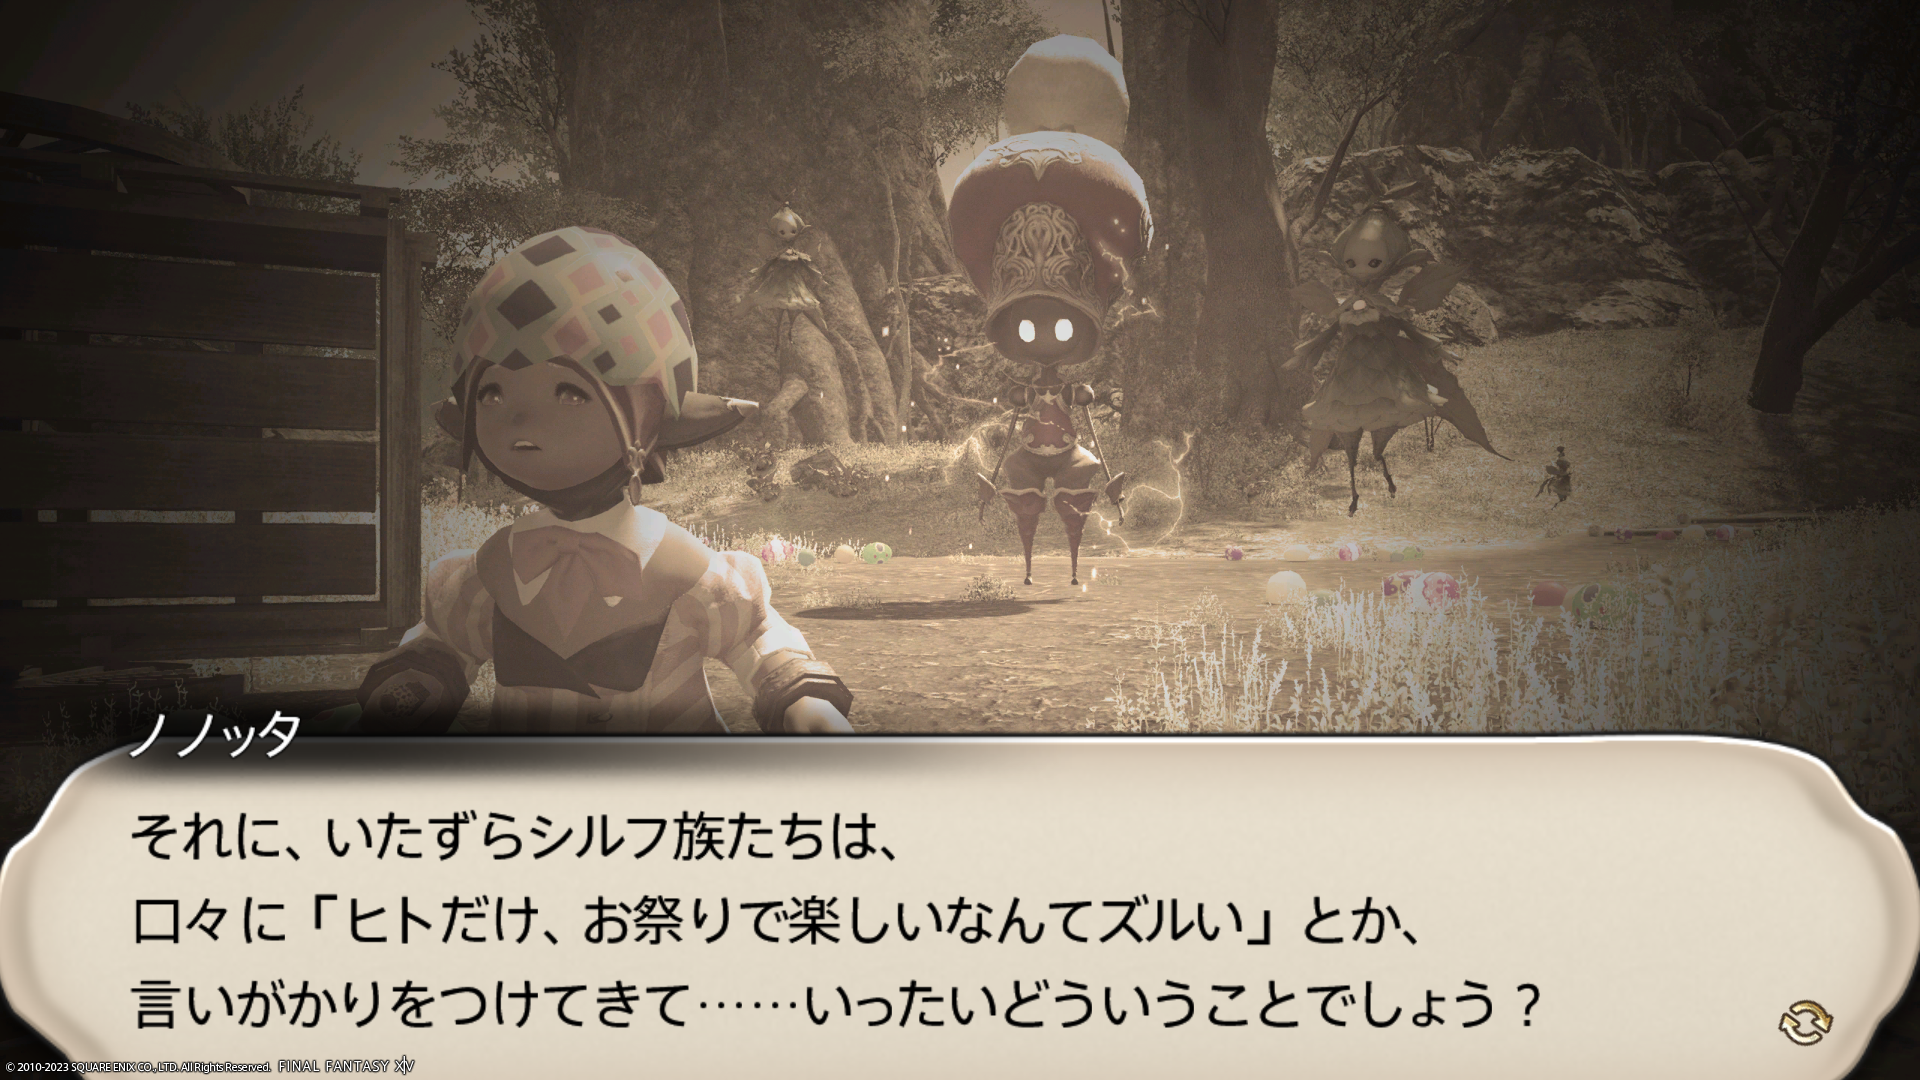 ノノッタ
それに、いたずらシルフ族たちは、
口々に「ヒトだけ、お祭りで楽しいなんてズルい」とか、
言いがかりをつけてきて……いったいどういうことでしょう？
© 2010-2023 SQUARE ENIX CO., LTD. All Rights Reserved. FINAL FANTASY XIV